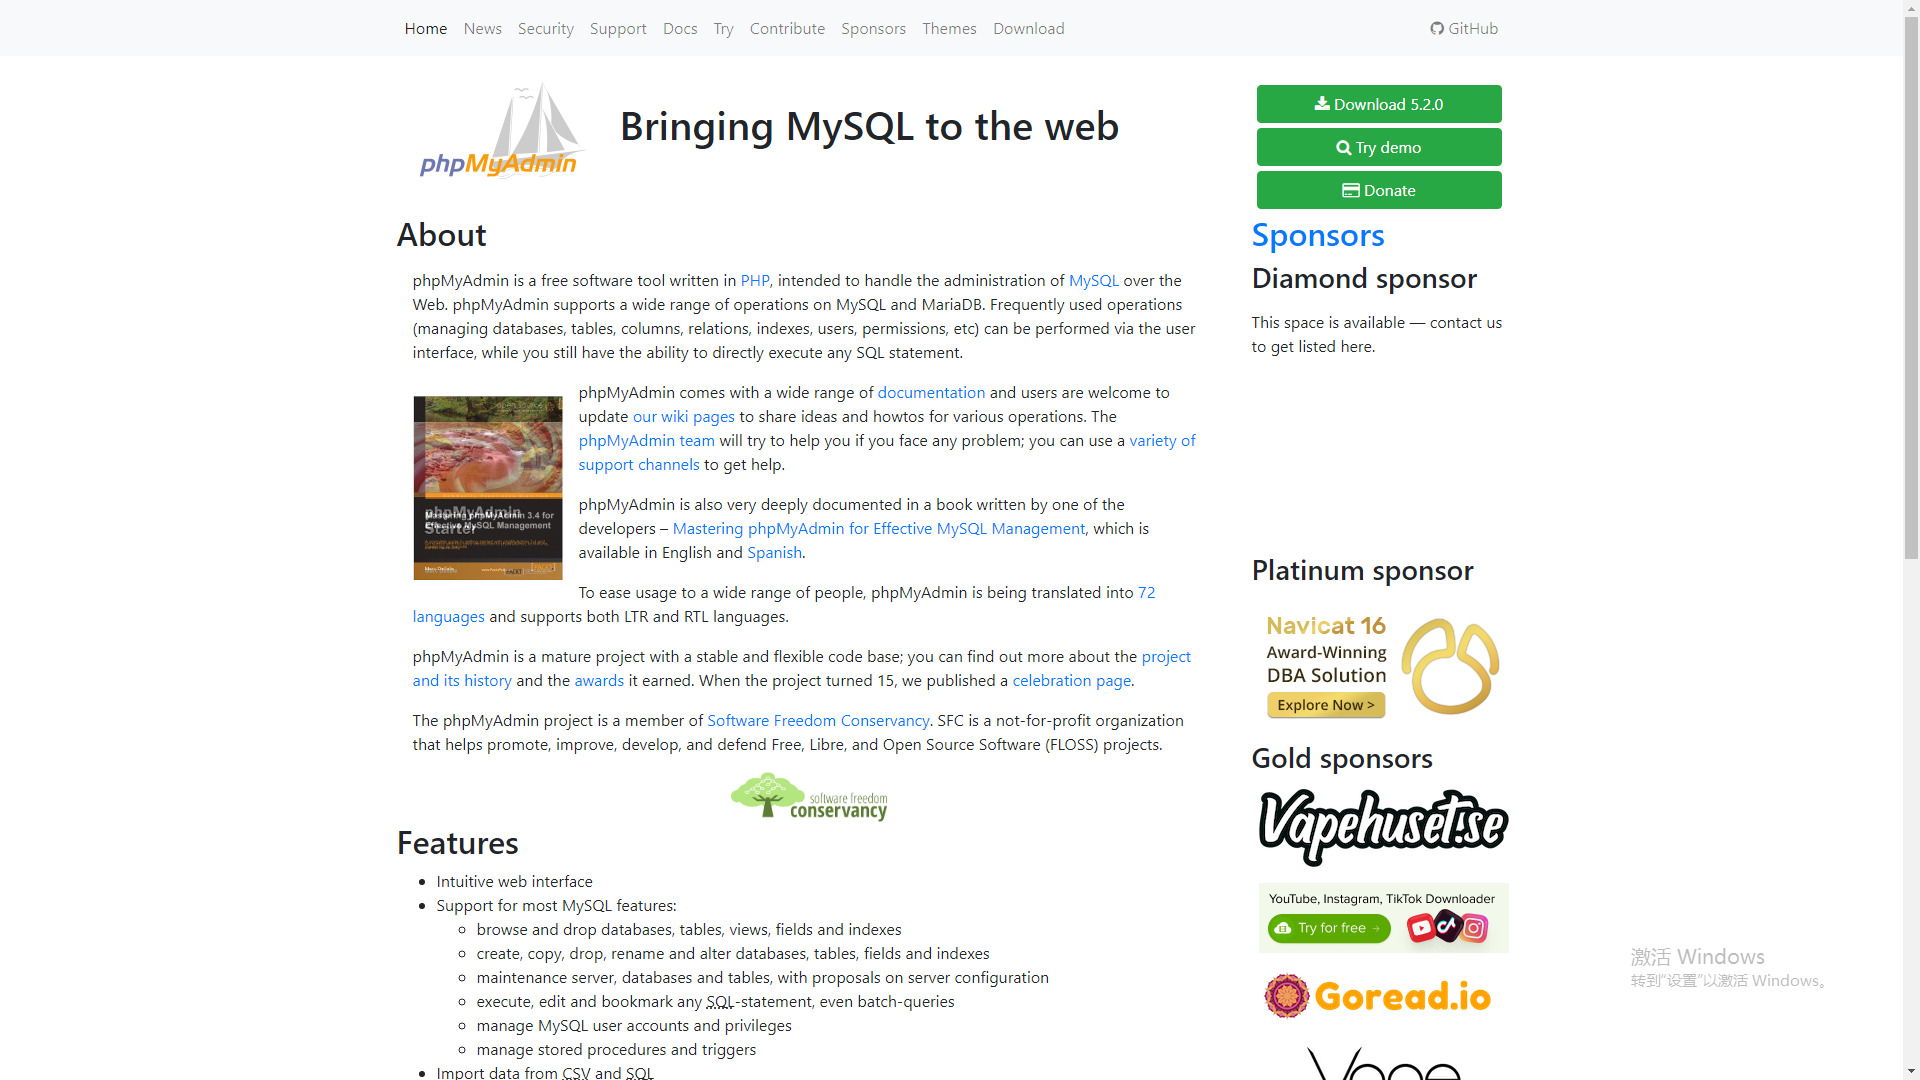 Home News Security Support Docs Try Contribute Sponsors Themes Download GitHub
phpMyAdmin
Bringing MySQL to the web
Download 5.2.0
Try demo
Donate
About
phpMyAdmin is a free software tool written in PHP, intended to handle the administration of MySQL over the
Web. phpMyAdmin supports a wide range of operations on MySQL and MariaDB. Frequently used operations
(managing databases, tables, columns, relations, indexes, users, permissions, etc) can be performed via the user
interface, while you still have the ability to directly execute any SQL statement.
phpMyAdmin comes with a wide range of documentation and users are welcome to
update our wiki pages to share ideas and howtos for various operations. The
phpMyAdmin team will try to help you if you face any problem; you can use a variety of
support channels to get help.
Mastering phpMyAdmin 3.4 for
Effective MySQL Management
phpMyAdmin
Starter
phpMyAdmin is also very deeply documented in a book written by one of the
developers – Mastering phpMyAdmin for Effective MySQL Management, which is
available in English and Spanish.
To ease usage to a wide range of people, phpMyAdmin is being translated into 72
languages and supports both LTR and RTL languages.
phpMyAdmin is a mature project with a stable and flexible code base; you can find out more about the project
and its history and the awards it earned. When the project turned 15, we published a celebration page.
The phpMyAdmin project is a member of Software Freedom Conservancy. SFC is a not-for-profit organization
that helps promote, improve, develop, and defend Free, Libre, and Open Source Software (FLOSS) projects.
software freedom
conservancy
Features
• Intuitive web interface
• Support for most MySQL features:
◦ browse and drop databases, tables, views, fields and indexes
◦ create, copy, drop, rename and alter databases, tables, fields and indexes
◦ maintenance server, databases and tables, with proposals on server configuration
◦ execute, edit and bookmark any SQL-statement, even batch-queries
◦ manage MySQL user accounts and privileges
◦ manage stored procedures and triggers
• Import data from CSV and SQL
Sponsors
Diamond sponsor
This space is available — contact us
to get listed here.
Platinum sponsor
Navicat 16
Award-Winning
DBA Solution
Explore Now >
Gold sponsors
Vapehuset.se
YouTube, Instagram, TikTok Downloader
Try for free →
Goread.io
激活 Windows
转到“设置”以激活 Windows。